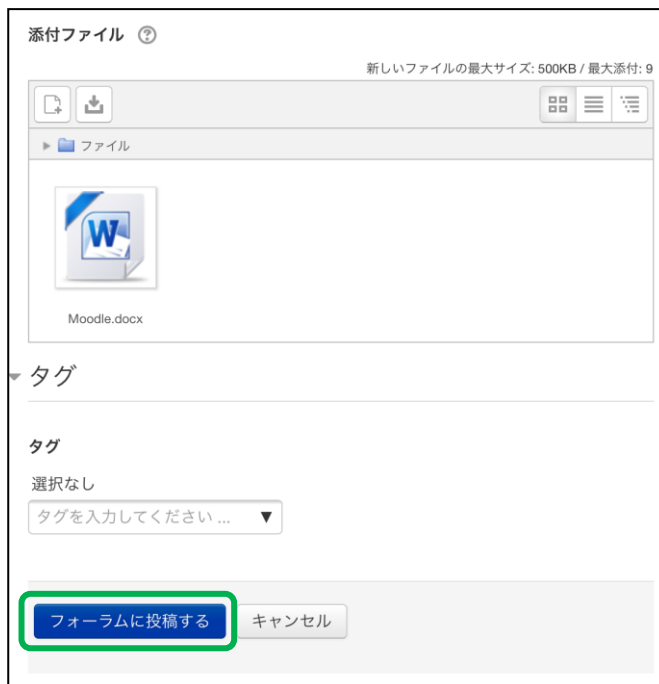 添付ファイル
新しいファイルの最大サイズ: 500KB / 最大添付: 9
ファイル
W
Moodle.docx
タグ
タグ
選択なし
タグを入力してください ... ▼
フォーラムに投稿する キャンセル